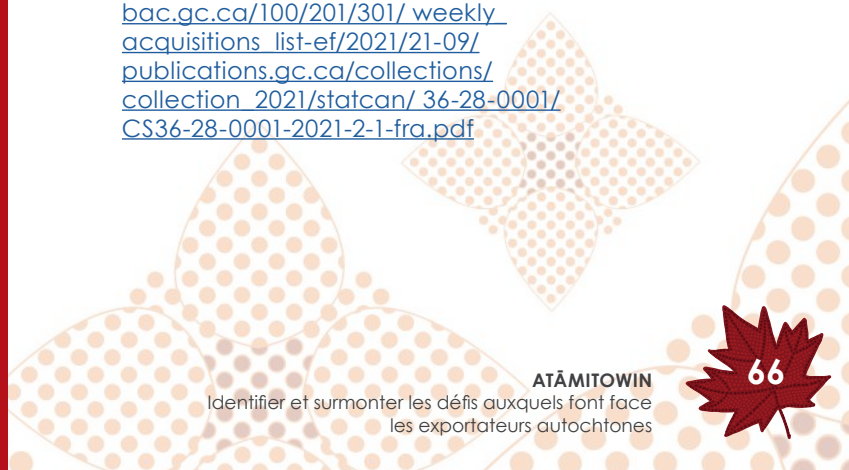 bac.gc.ca/100/201/301/ weekly_
acquisitions_list-ef/2021/21-09/
publications.gc.ca/collections/
collection_2021/statcan/ 36-28-0001/
CS36-28-0001-2021-2-1-fra.pdf
ATĀMITOWIN
Identifier et surmonter les défis auxquels font face
les exportateurs autochtones
66